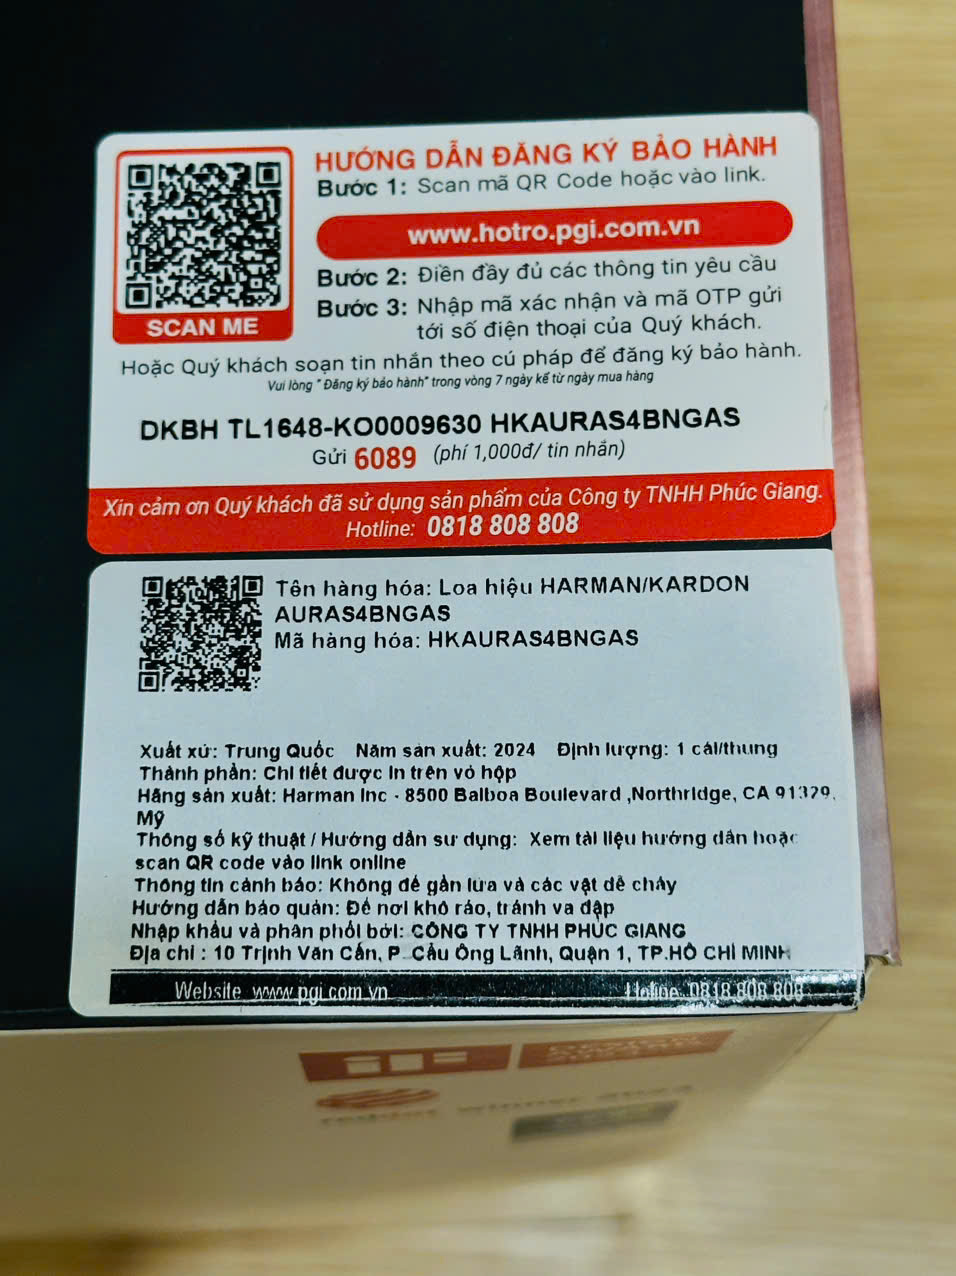 HƯỚNG DẪN ĐĂNG KÝ BẢO HÀNH
Bước 1: Scan mã QR Code hoặc vào link.
www.hotro.pgi.com.vn
Bước 2: Điền đầy đủ các thông tin yêu cầu
Bước 3: Nhập mã xác nhận và mã OTP gửi
tới số điện thoại của Quý khách.
SCAN ME
Hoặc Quý khách soạn tin nhắn theo cú pháp để đăng ký bảo hành.
Vui lòng "Đăng ký bảo hành" trong vòng 7 ngày kể từ ngày mua hàng
DKBH TL1648-KO0009630 HKAURAS4BNGAS
Gửi 6089 (phí 1,000đ/ tin nhắn)
Xin cảm ơn Quý khách đã sử dụng sản phẩm của Công ty TNHH Phúc Giang.
Hotline: 0818 808 808
Tên hàng hóa: Loa hiệu HARMAN/KARDON
AURAS4BNGAS
Mã hàng hóa: HKAURAS4BNGAS
Xuất xứ: Trung Quốc Năm sản xuất: 2024 Định lượng: 1 cái/thung
Thành phần: Chi tiết được in trên vỏ hộp
Hãng sản xuất: Harman Inc - 8500 Balboa Boulevard ,Northridge, CA 91329,
Mỹ
Thông số kỹ thuật / Hướng dẫn sư dụng: Xem tài liệu hướng dẫn hoặc
scan QR code vào link online
Thông tin cảnh báo: Không để gần lửa và các vật dễ cháy
Hướng dẫn bảo quản: Để nơi khô ráo, tránh va đập
Nhập khẩu và phân phối bởi: CÔNG TY TNHH PHÚC GIANG
Địa chỉ : 10 Trịnh Văn Cấn, P. Cầu Ông Lãnh, Quận 1, TP.HỒ CHÍ MINH
Website www.pgi.com.vn Hotline 0818 808 808
DESIGN
AWARD
reddot winner